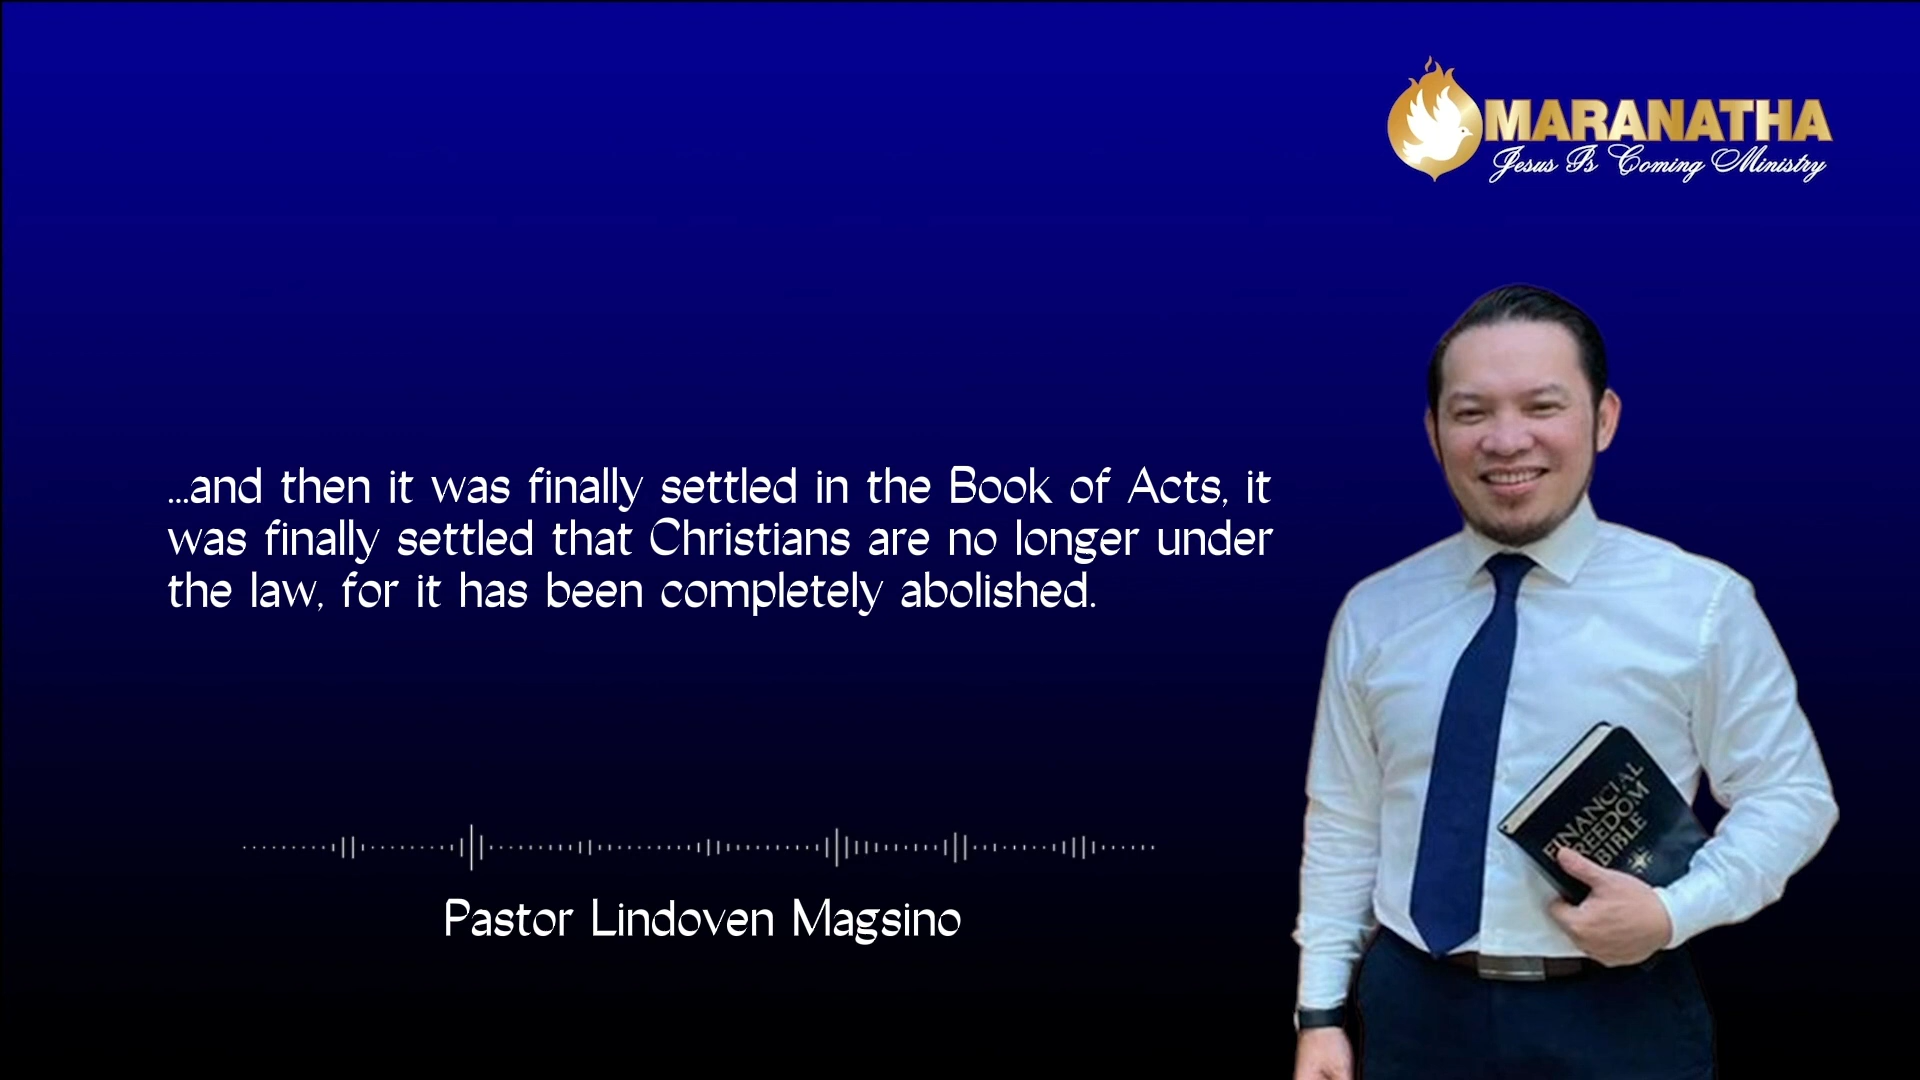 MARANATHA
Jesus Is Coming Ministry
...and then it was finally settled in the Book of Acts, it
was finally settled that Christians are no longer under
the law, for it has been completely abolished.
FINANCIAL
FREEDOM
BIBLE
Pastor Lindoven Magsino